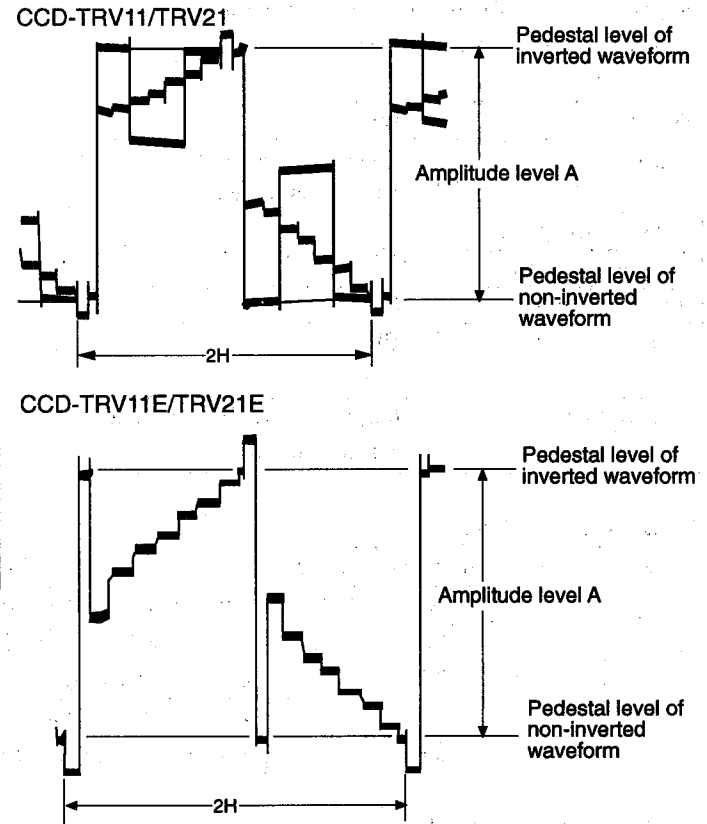 CCD-TRV11/TRV21
Pedestal level of
inverted waveform
Amplitude level A
Pedestal level of
non-inverted
waveform
2H
CCD-TRV11E/TRV21E
Pedestal level of
inverted waveform
Amplitude level A
Pedestal level of
non-inverted
waveform
2H